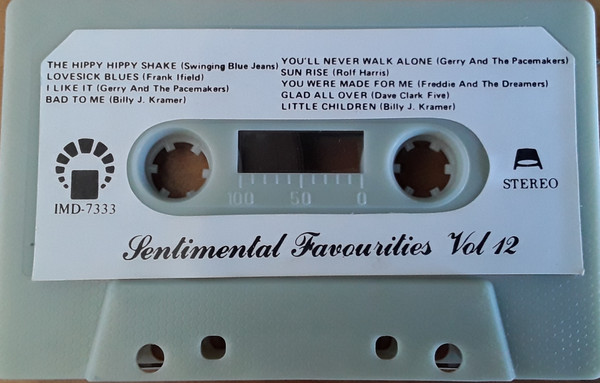 THE HIPPY HIPPY SHAKE (Swinging Blue Jeans)
LOVESICK BLUES (Frank Ifield)
I LIKE IT (Gerry And The Pacemakers)
BAD TO ME (Billy J. Kramer)
YOU'LL NEVER WALK ALONE (Gerry And The Pacemakers)
SUN RISE (Rolf Harris)
YOU WERE MADE FOR ME (Freddie And The Dreamers)
GLAD ALL OVER (Dave Clark Five)
LITTLE CHILDREN (Billy J. Kramer)
IMD-7333
100 50 0
STEREO
Sentimental Favourities Vol 12